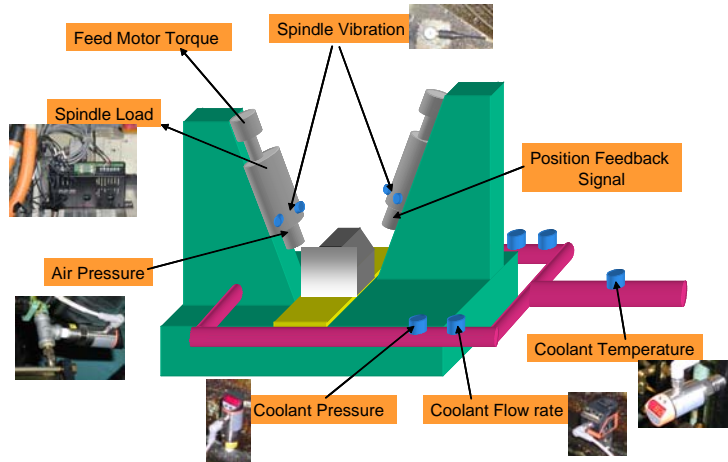 Spindle Vibration
Feed Motor Torque
Spindle Load
Position Feedback
Signal
Air Pressure
Coolant Temperature
Coolant Pressure
Coolant Flow rate